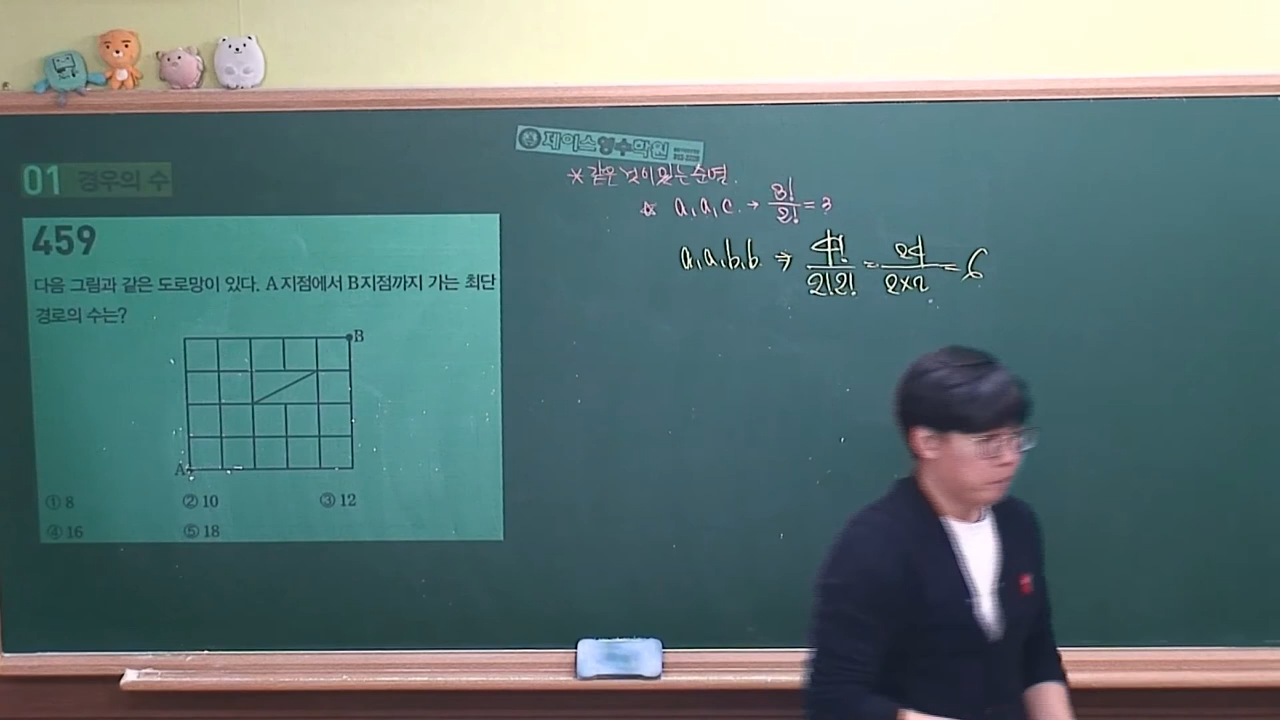 제이스영수학원
01 경우의 수
459
다음 그림과 같은 도로망이 있다. A지점에서 B지점까지 가는 최단
경로의 수는?
B
A
① 8 ② 10 ③ 12
④ 16 ⑤ 18
* 같은 것이 있는 순열.
☆ a, a, c → 3!/2! = 3
a, a, b, b ⇒ 4!/2!2! = 24/2×2 = 6